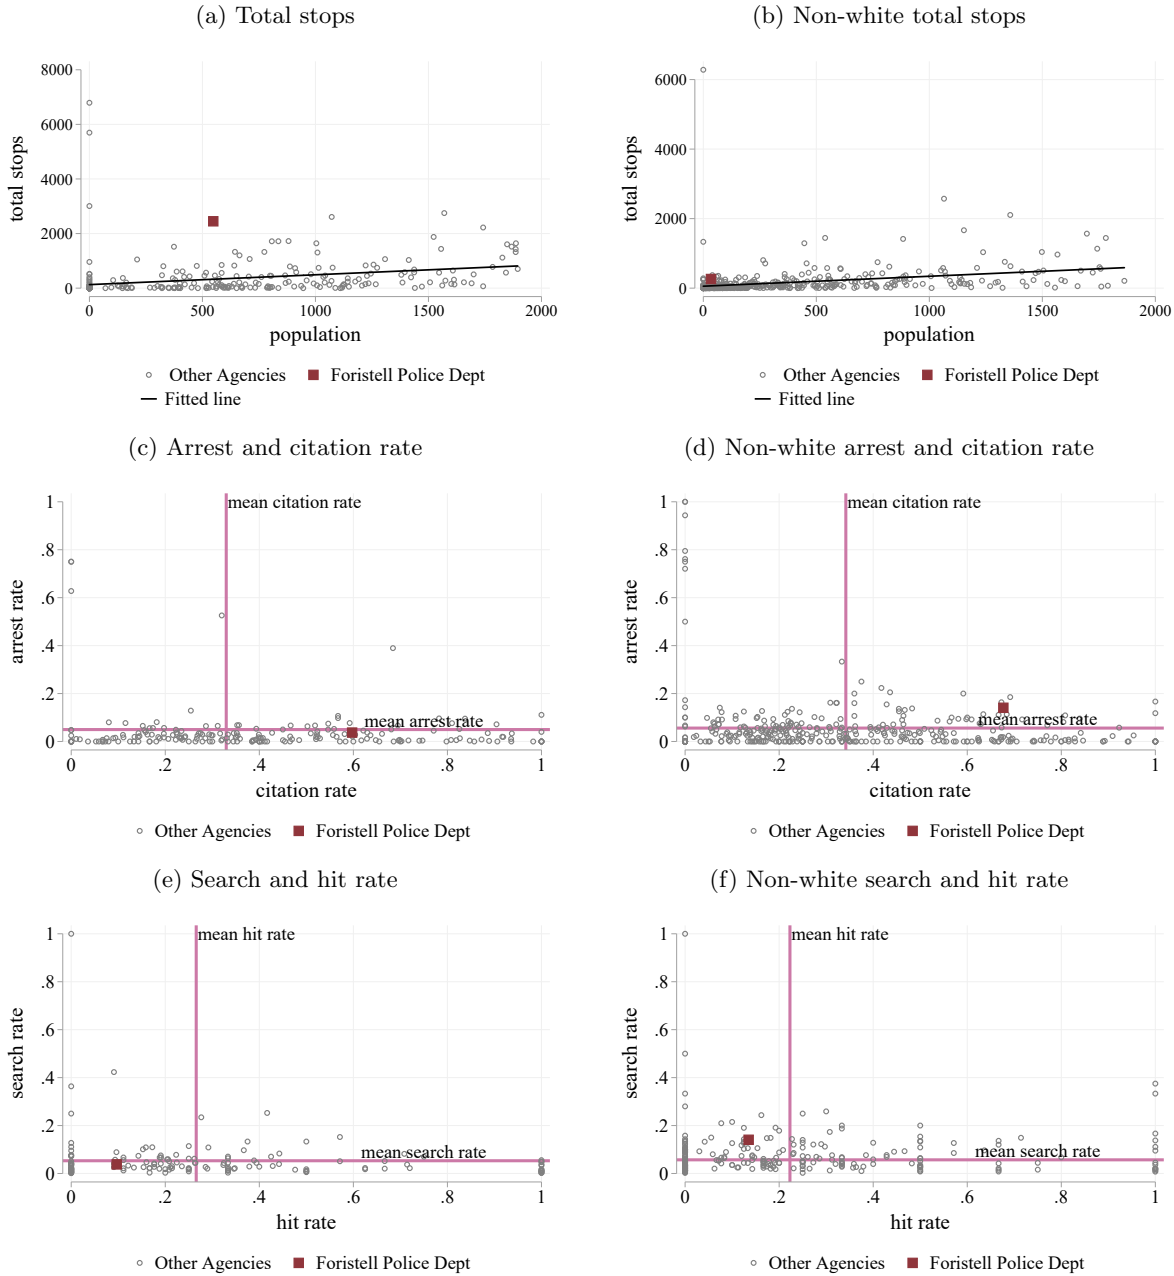 (a) Total stops
(b) Non-white total stops
8000
6000
4000
2000
0
total stops
0
500
1000
1500
2000
population
Other Agencies
Foristell Police Dept
Fitted line
6000
4000
2000
0
total stops
0
500
1000
1500
2000
population
Other Agencies
Foristell Police Dept
Fitted line
(c) Arrest and citation rate
(d) Non-white arrest and citation rate
1
.8
.6
.4
.2
0
arrest rate
mean citation rate
mean arrest rate
0
.2
.4
.6
.8
1
citation rate
Other Agencies
Foristell Police Dept
1
.8
.6
.4
.2
0
arrest rate
mean citation rate
mean arrest rate
0
.2
.4
.6
.8
1
citation rate
Other Agencies
Foristell Police Dept
(e) Search and hit rate
(f) Non-white search and hit rate
1
.8
.6
.4
.2
0
search rate
mean hit rate
mean search rate
0
.2
.4
.6
.8
1
hit rate
Other Agencies
Foristell Police Dept
1
.8
.6
.4
.2
0
search rate
mean hit rate
mean search rate
0
.2
.4
.6
.8
1
hit rate
Other Agencies
Foristell Police Dept